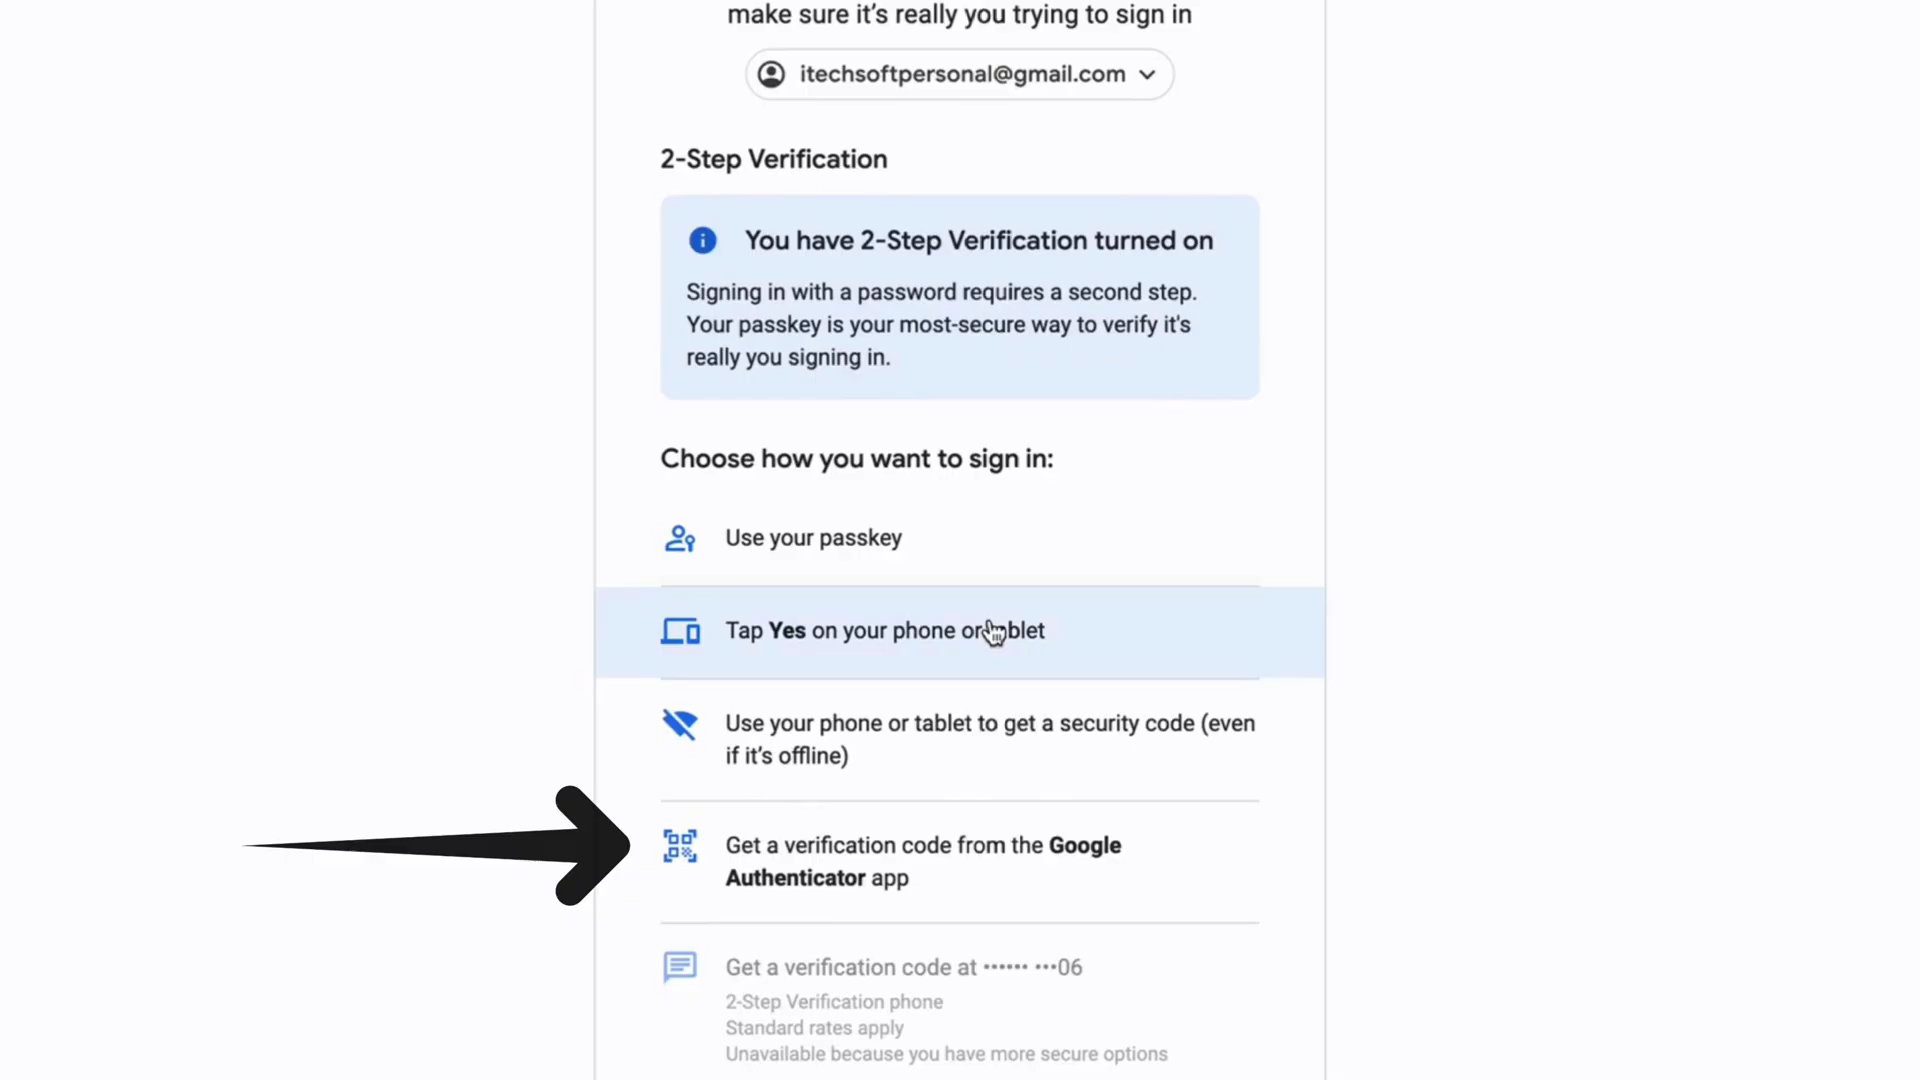 make sure it's really you trying to sign in
itechsoftpersonal@gmail.com
2-Step Verification
You have 2-Step Verification turned on
Signing in with a password requires a second step.
Your passkey is your most-secure way to verify it's
really you signing in.
Choose how you want to sign in:
Use your passkey
Tap Yes on your phone or tablet
Use your phone or tablet to get a security code (even
if it's offline)
Get a verification code from the Google
Authenticator app
Get a verification code at •••••• •••06
2-Step Verification phone
Standard rates apply
Unavailable because you have more secure options